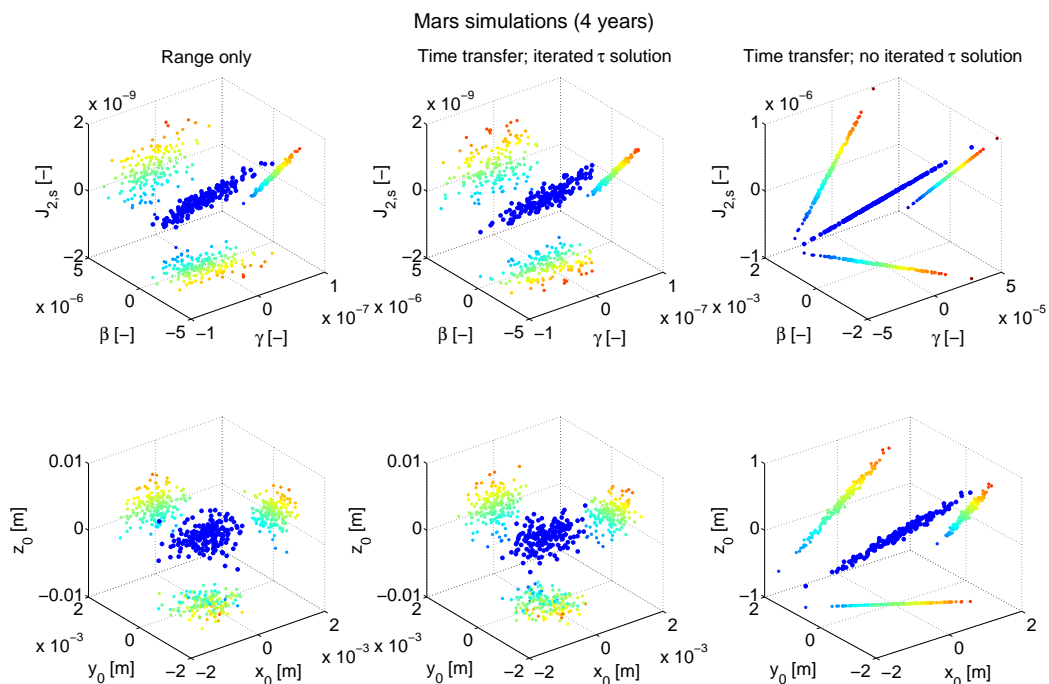 Mars simulations (4 years)
Range only
Time transfer; iterated τ solution
Time transfer; no iterated τ solution
x 10⁻⁹
2
0
−2
J₂,ₛ [−]
5
0
−5
x 10⁻⁶
β [−]
−1
0
1
x 10⁻⁷
γ [−]
x 10⁻⁹
2
0
−2
J₂,ₛ [−]
5
0
−5
x 10⁻⁶
β [−]
−1
0
1
x 10⁻⁷
γ [−]
x 10⁻⁶
1
0
−1
J₂,ₛ [−]
2
0
−2
x 10⁻³
β [−]
−5
0
5
x 10⁻⁵
γ [−]
0.01
0
−0.01
z₀ [m]
2
0
−2
x 10⁻³
y₀ [m]
−2
0
2
x 10⁻³
x₀ [m]
0.01
0
−0.01
z₀ [m]
2
0
−2
x 10⁻³
y₀ [m]
−2
0
2
x 10⁻³
x₀ [m]
1
0
−1
z₀ [m]
2
0
−2
y₀ [m]
−2
0
2
x₀ [m]